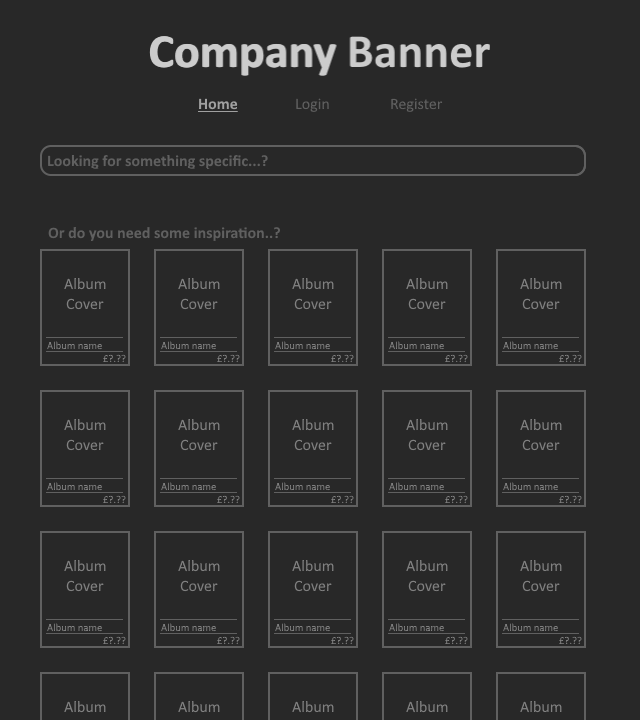 Company Banner
Home Login Register
Looking for something specific...?
Or do you need some inspiration..?
Album Album Album Album Album
Cover Cover Cover Cover Cover
Album name Album name Album name Album name Album name
£?.?? £?.?? £?.?? £?.?? £?.??
Album Album Album Album Album
Cover Cover Cover Cover Cover
Album name Album name Album name Album name Album name
£?.?? £?.?? £?.?? £?.?? £?.??
Album Album Album Album Album
Cover Cover Cover Cover Cover
Album name Album name Album name Album name Album name
£?.?? £?.?? £?.?? £?.?? £?.??
Album Album Album Album Album